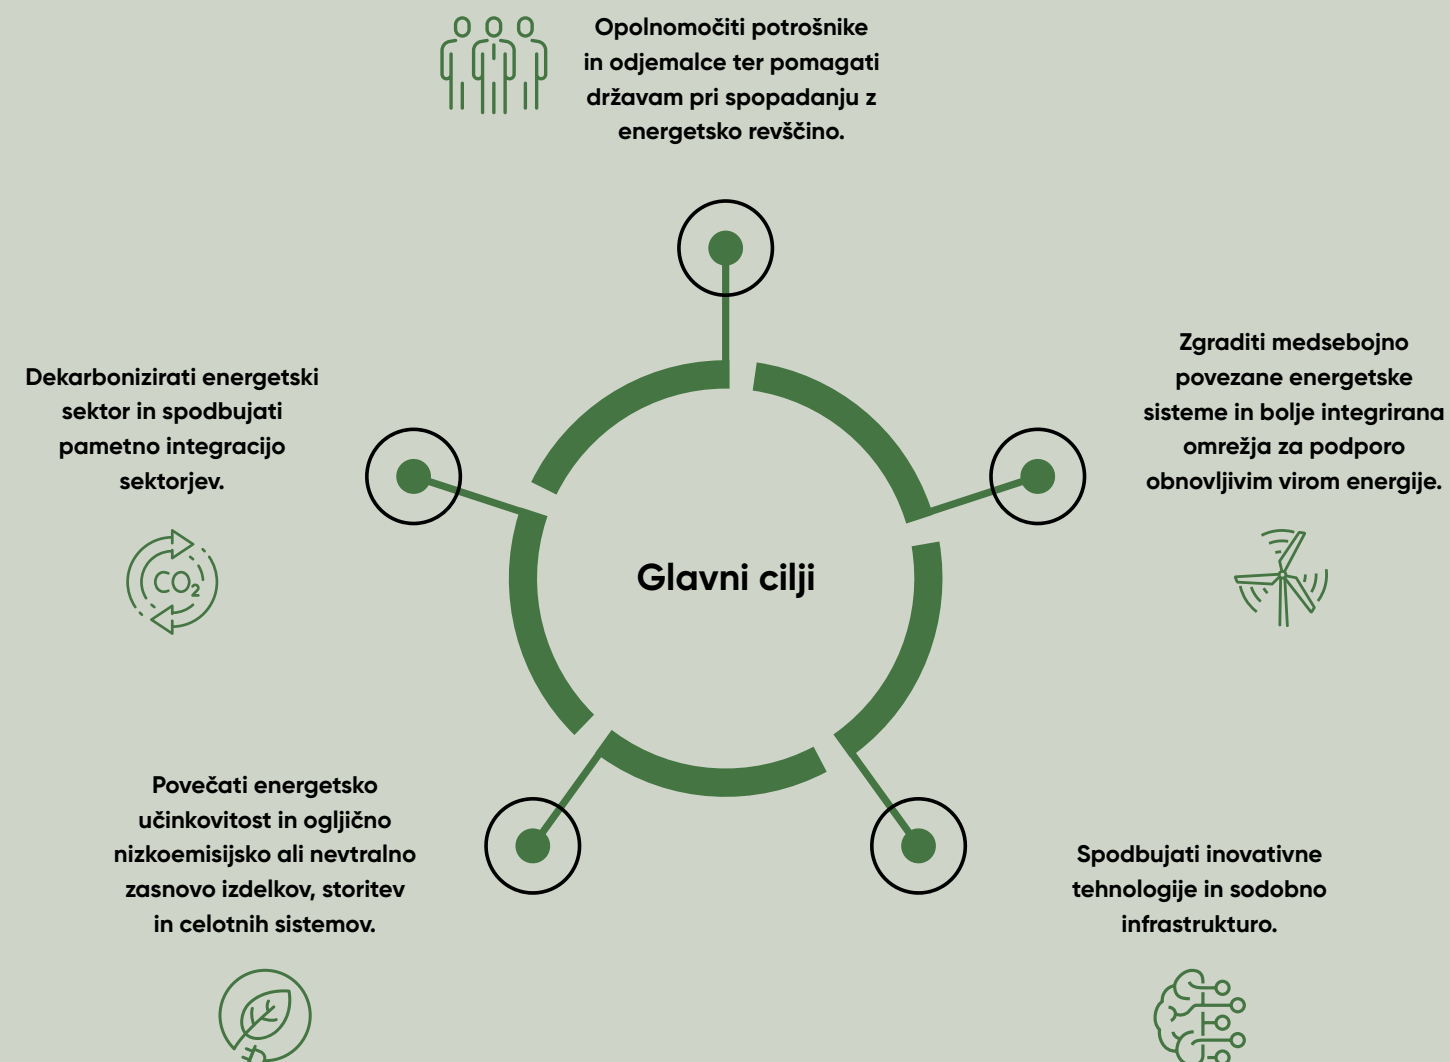 Opolnomočiti potrošnike
in odjemalce ter pomagati
državam pri spopadanju z
energetsko revščino.
Zgraditi medsebojno
povezane energetske
sisteme in bolje integrirana
omrežja za podporo
obnovljivim virom energije.
Dekarbonizirati energetski
sektor in spodbujati
pametno integracijo
sektorjev.
CO₂
Glavni cilji
Povečati energetsko
učinkovitost in ogljično
nizkoemisijsko ali nevtralno
zasnovo izdelkov, storitev
in celotnih sistemov.
Spodbujati inovativne
tehnologije in sodobno
infrastrukturo.